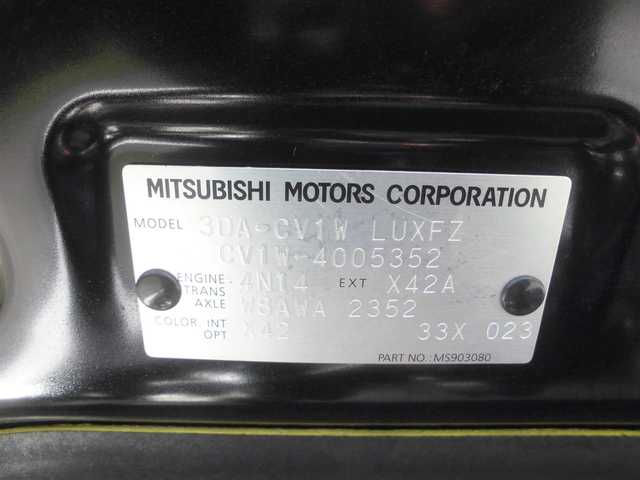 MITSUBISHI MOTORS CORPORATION
MODEL 3DA-CV1W LUXFZ
CV1W-4005352
ENGINE 4N14 EXT X42A
TRANS
AXLE W8AWA 2352
COLOR, INT
OPT X42 33X 023
PART NO.: MS903080